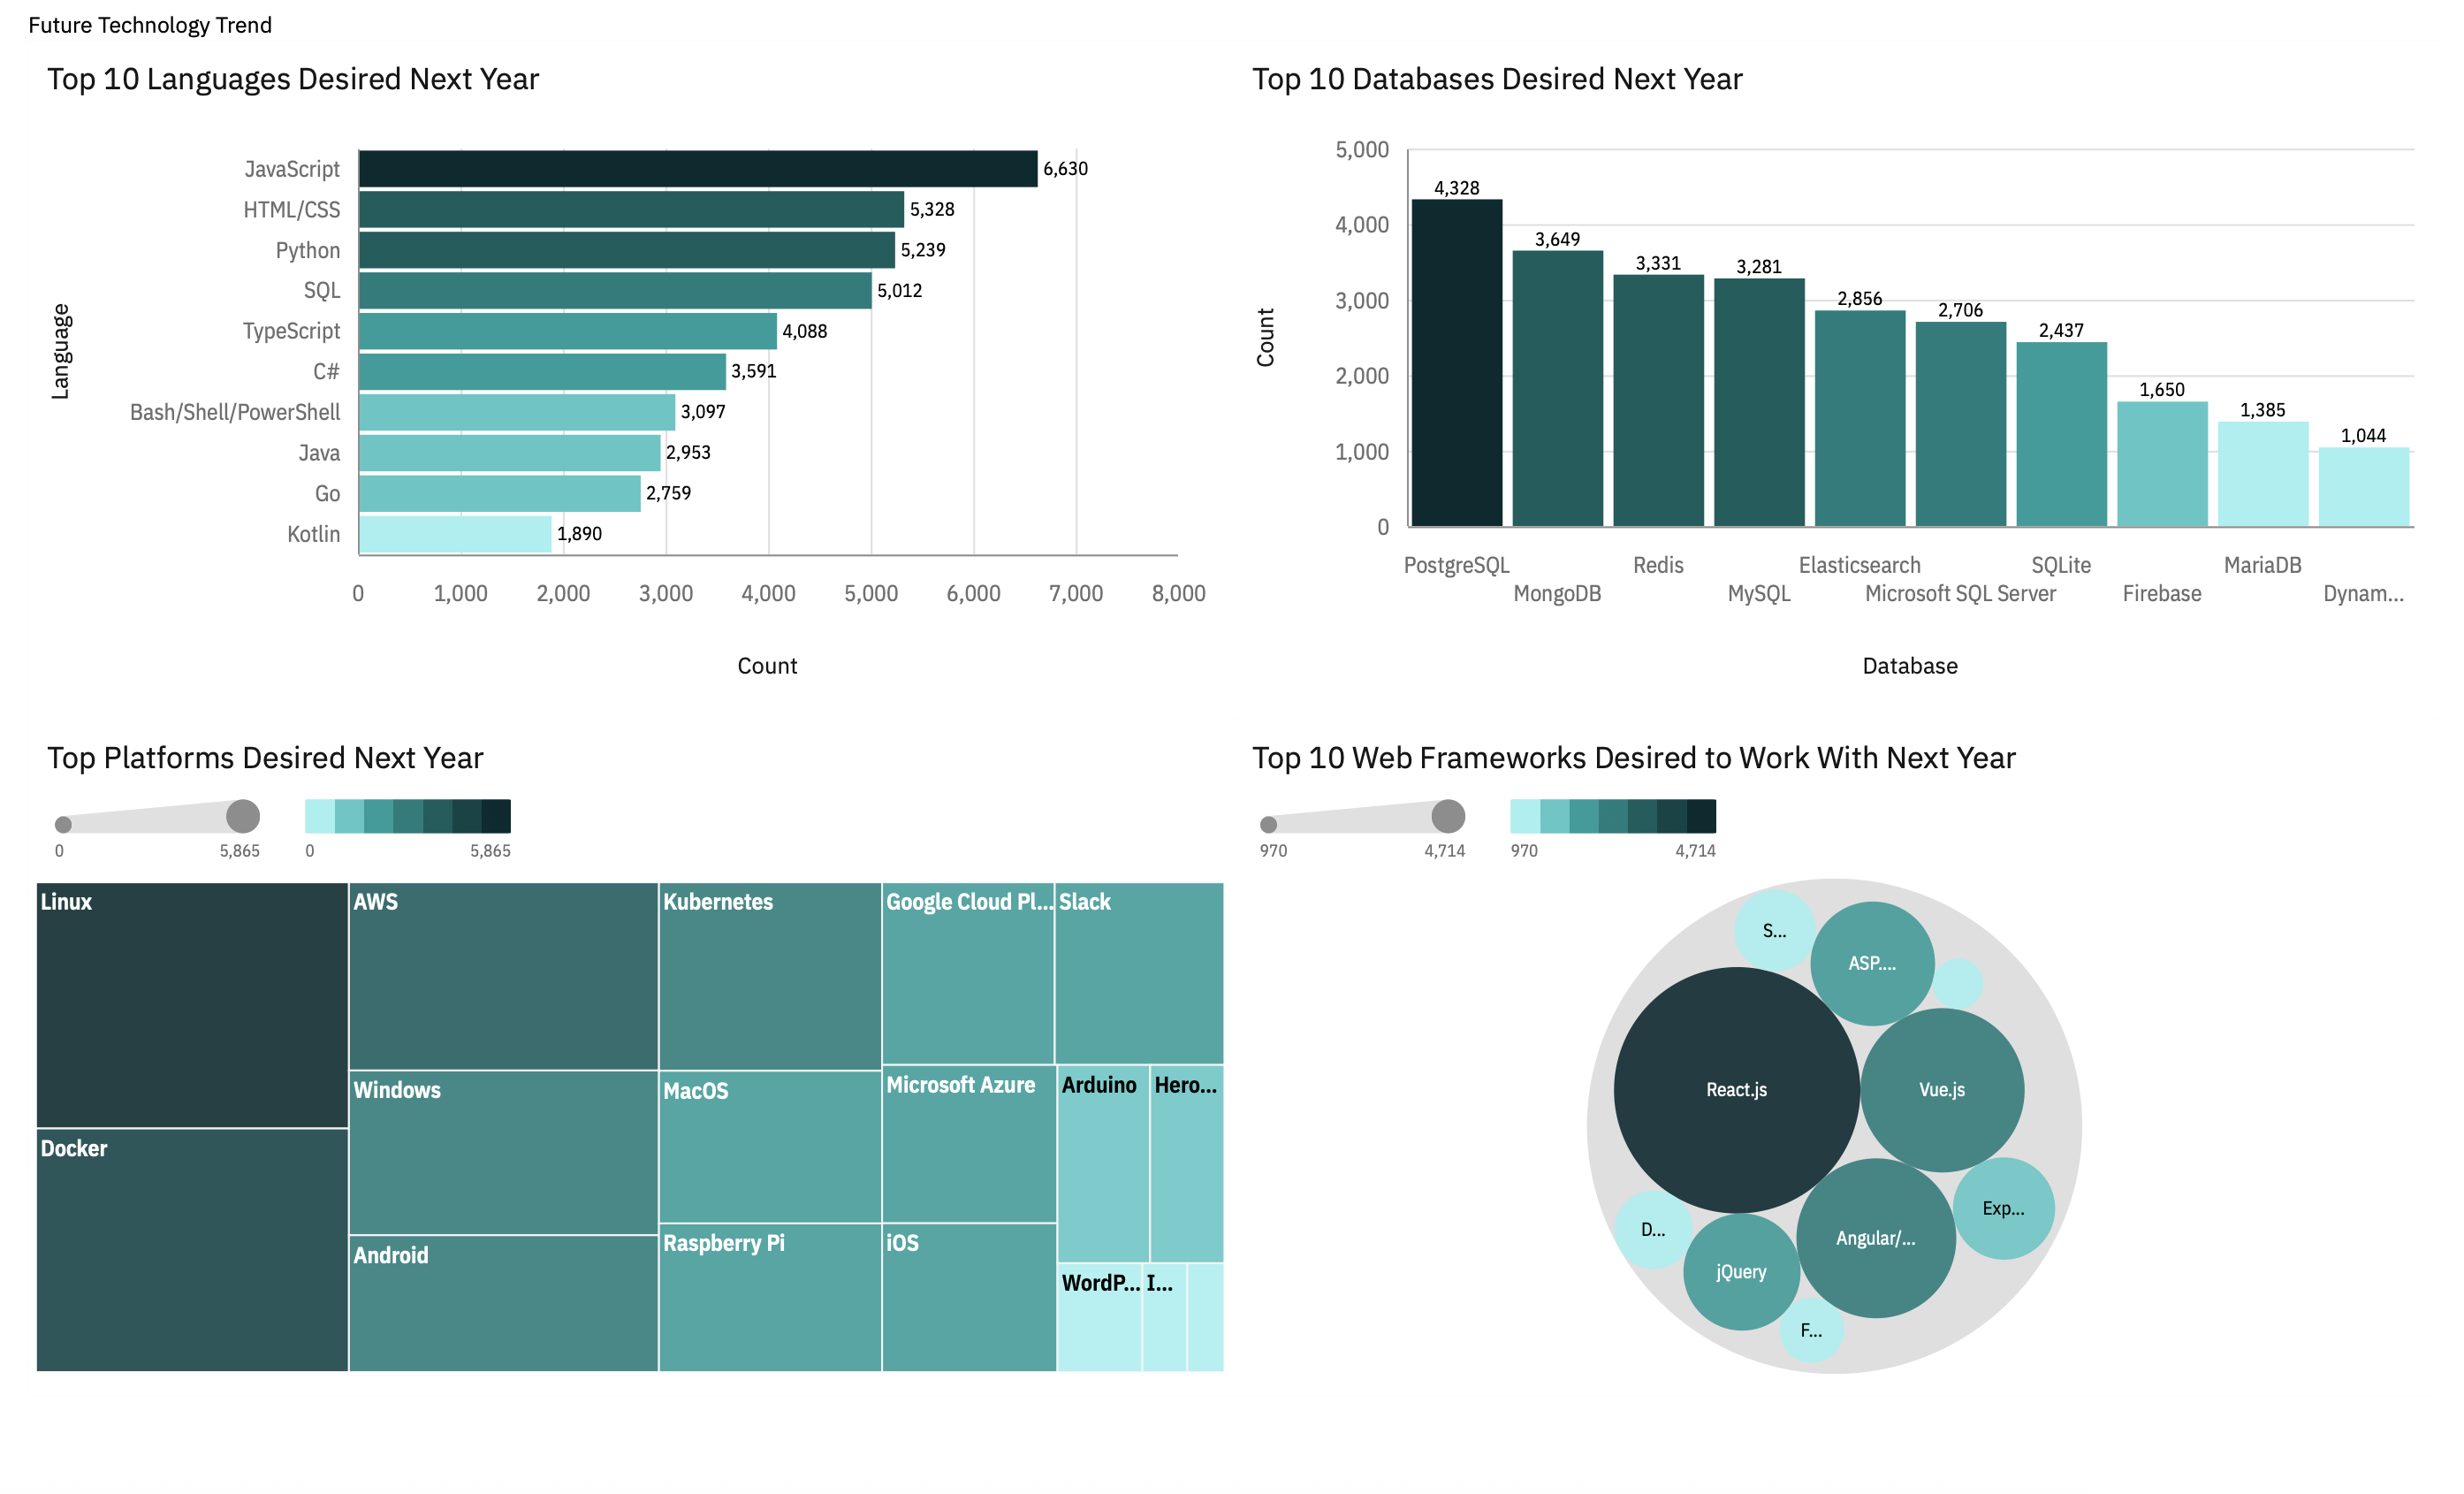 Future Technology Trend
Top 10 Languages Desired Next Year
Language
JavaScript 6,630
HTML/CSS 5,328
Python 5,239
SQL 5,012
TypeScript 4,088
C# 3,591
Bash/Shell/PowerShell 3,097
Java 2,953
Go 2,759
Kotlin 1,890
0 1,000 2,000 3,000 4,000 5,000 6,000 7,000 8,000
Count
Top 10 Databases Desired Next Year
Count
5,000
4,000
3,000
2,000
1,000
0
4,328 3,649 3,331 3,281 2,856 2,706 2,437 1,650 1,385 1,044
PostgreSQL Redis Elasticsearch SQLite MariaDB
MongoDB MySQL Microsoft SQL Server Firebase Dynam...
Database
Top Platforms Desired Next Year
0 5,865 0 5,865
Linux AWS Kubernetes Google Cloud Pl... Slack
Windows MacOS Microsoft Azure Arduino Hero...
Docker
Android Raspberry Pi iOS
WordP... I...
Top 10 Web Frameworks Desired to Work With Next Year
970 4,714 970 4,714
S...
ASP....
React.js Vue.js
Exp...
D... Angular/...
jQuery
F...